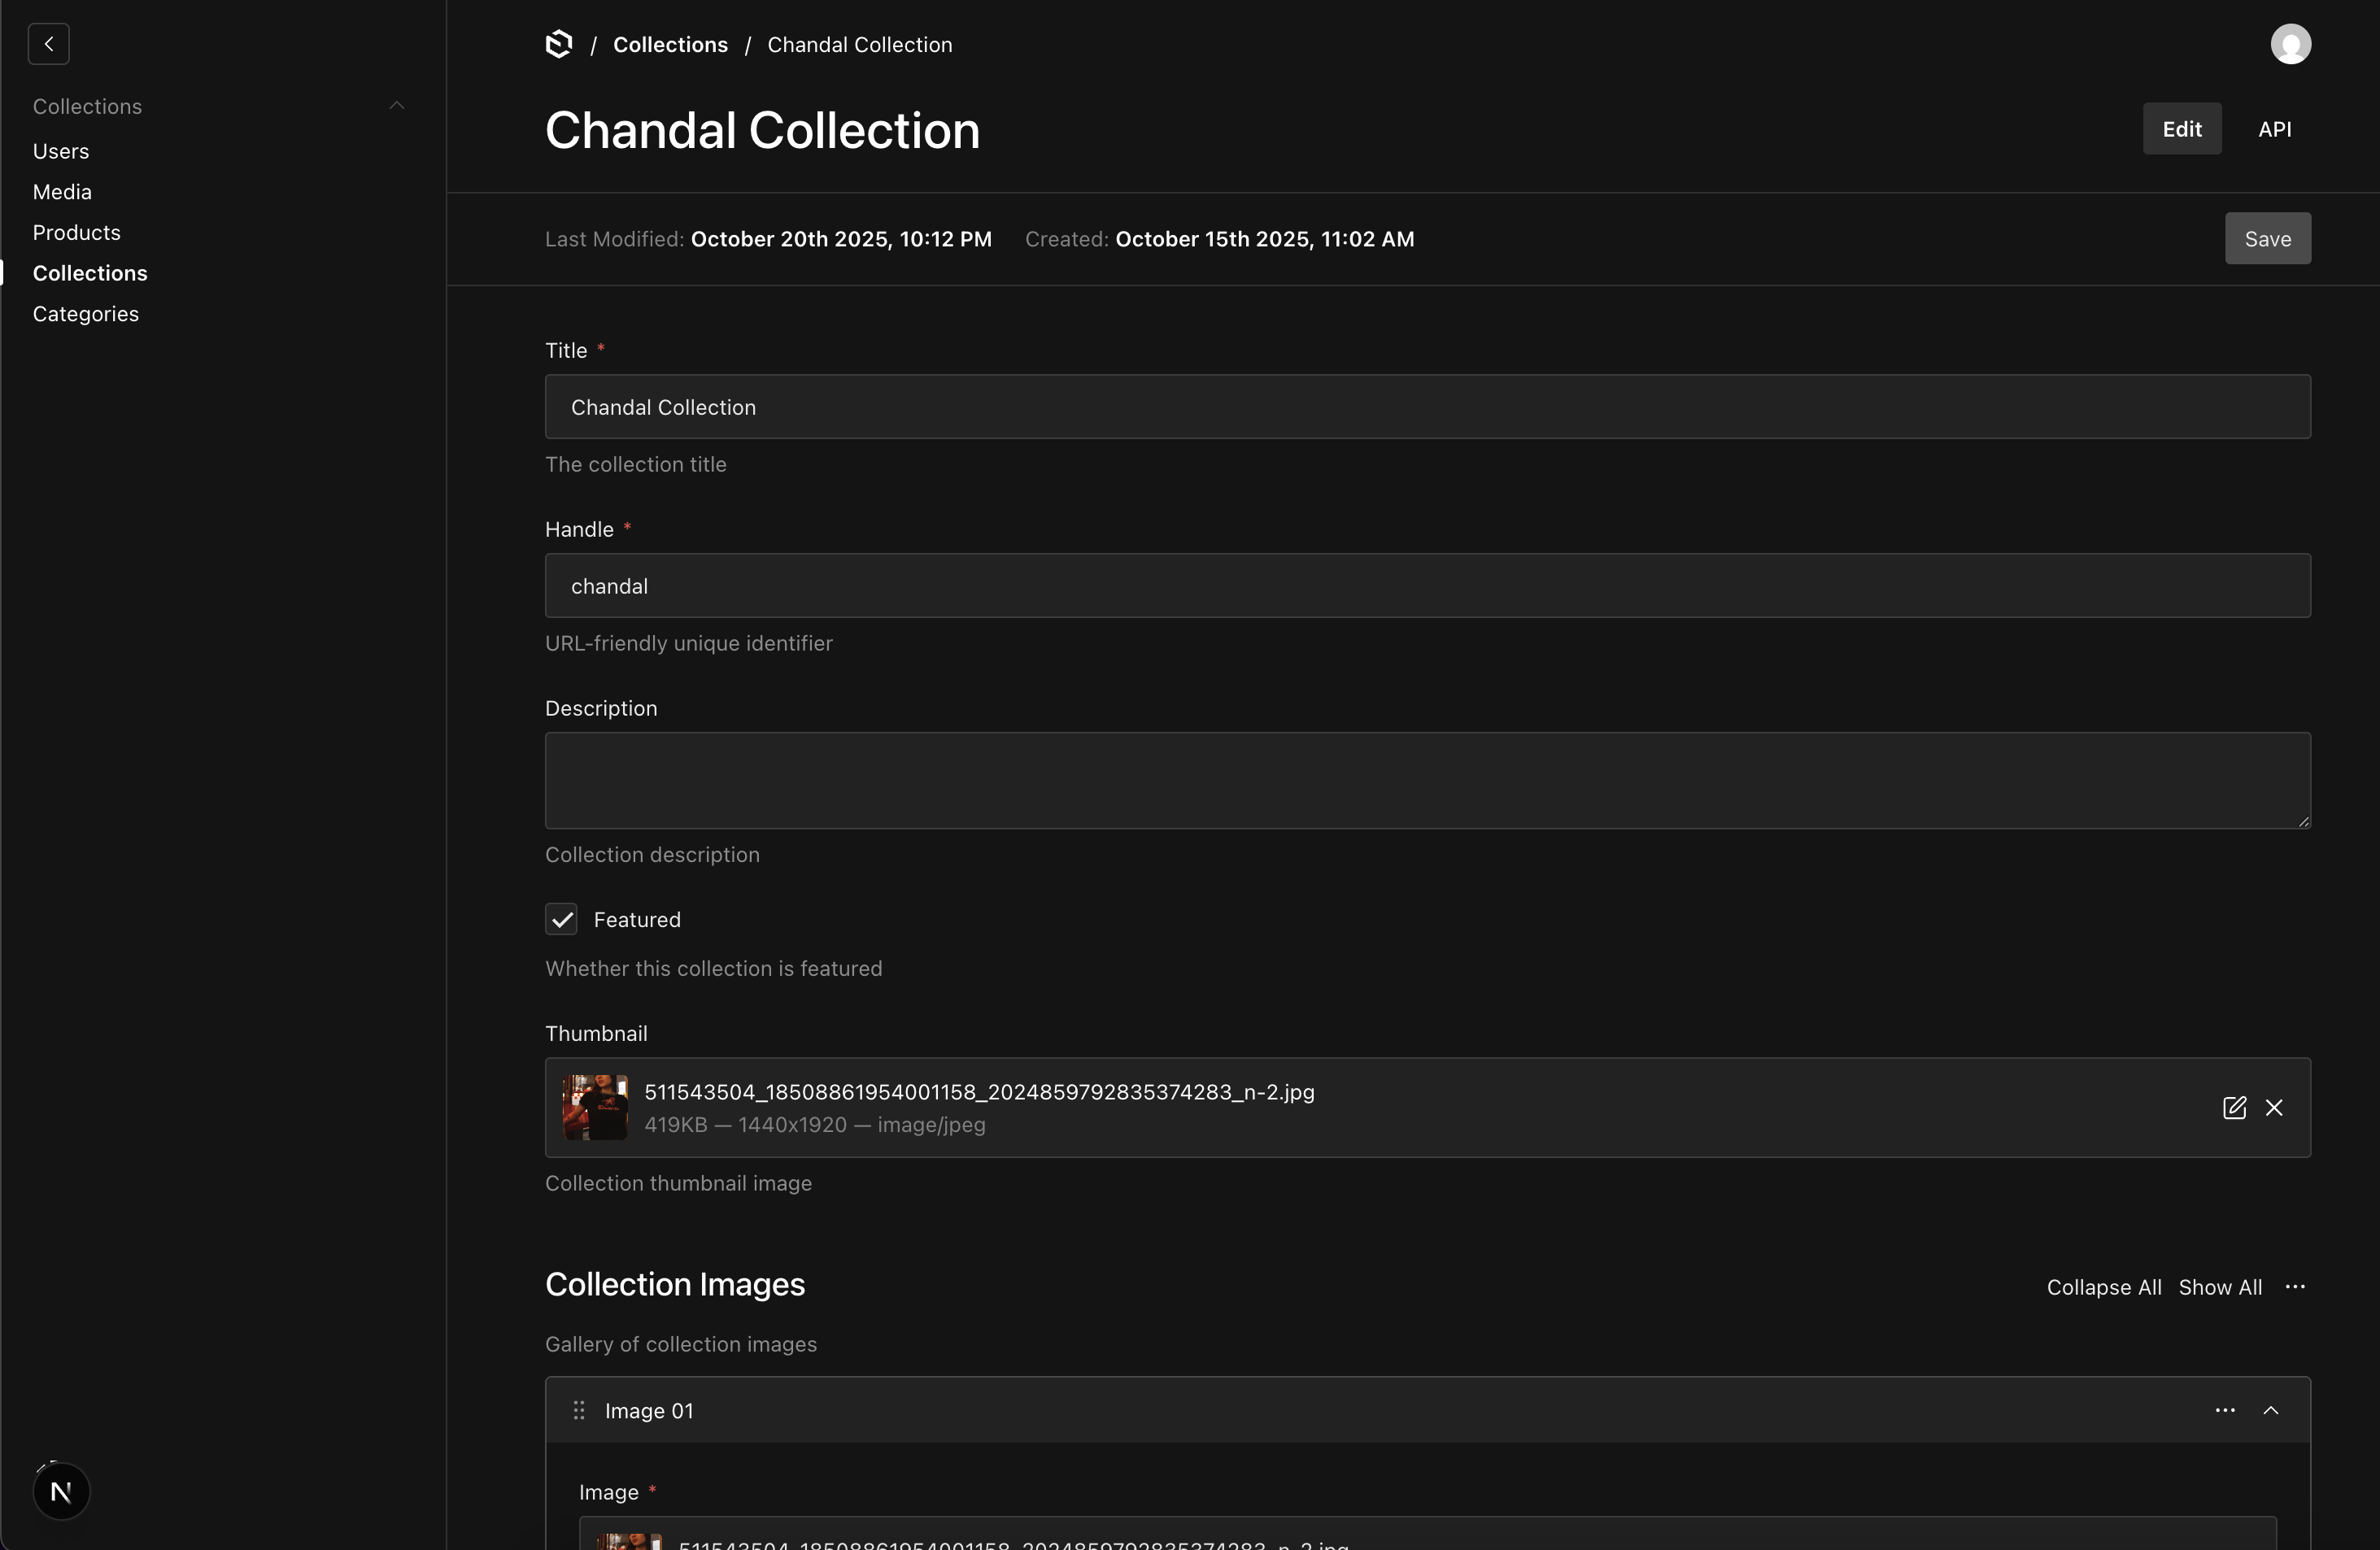 / Collections / Chandal Collection
Collections
Users
Media
Products
Collections
Categories
Chandal Collection
Edit API
Last Modified: October 20th 2025, 10:12 PM Created: October 15th 2025, 11:02 AM
Save
Title *
Chandal Collection
The collection title
Handle *
chandal
URL-friendly unique identifier
Description
Collection description
Featured
Whether this collection is featured
Thumbnail
511543504_18508861954001158_2024859792835374283_n-2.jpg
419KB — 1440x1920 — image/jpeg
Collection thumbnail image
Collection Images
Collapse All Show All
Gallery of collection images
Image 01
Image *
511543504_18508861954001158_2024859792835374283_n-2.jpg
N